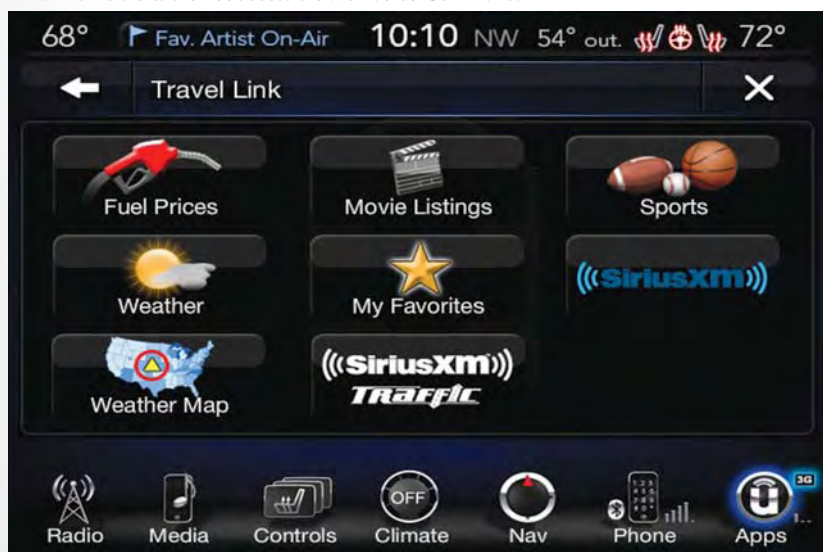 68° Fav. Artist On-Air 10:10 NW 54° out. 72°
Travel Link
Fuel Prices Movie Listings Sports
Weather My Favorites ((SiriusXM))
Weather Map ((SiriusXM))
Traffic
OFF
3G
Radio Media Controls Climate Nav Phone Apps